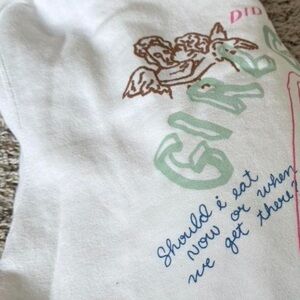 DID
GIRL
Should i eat
now or when
we get there?